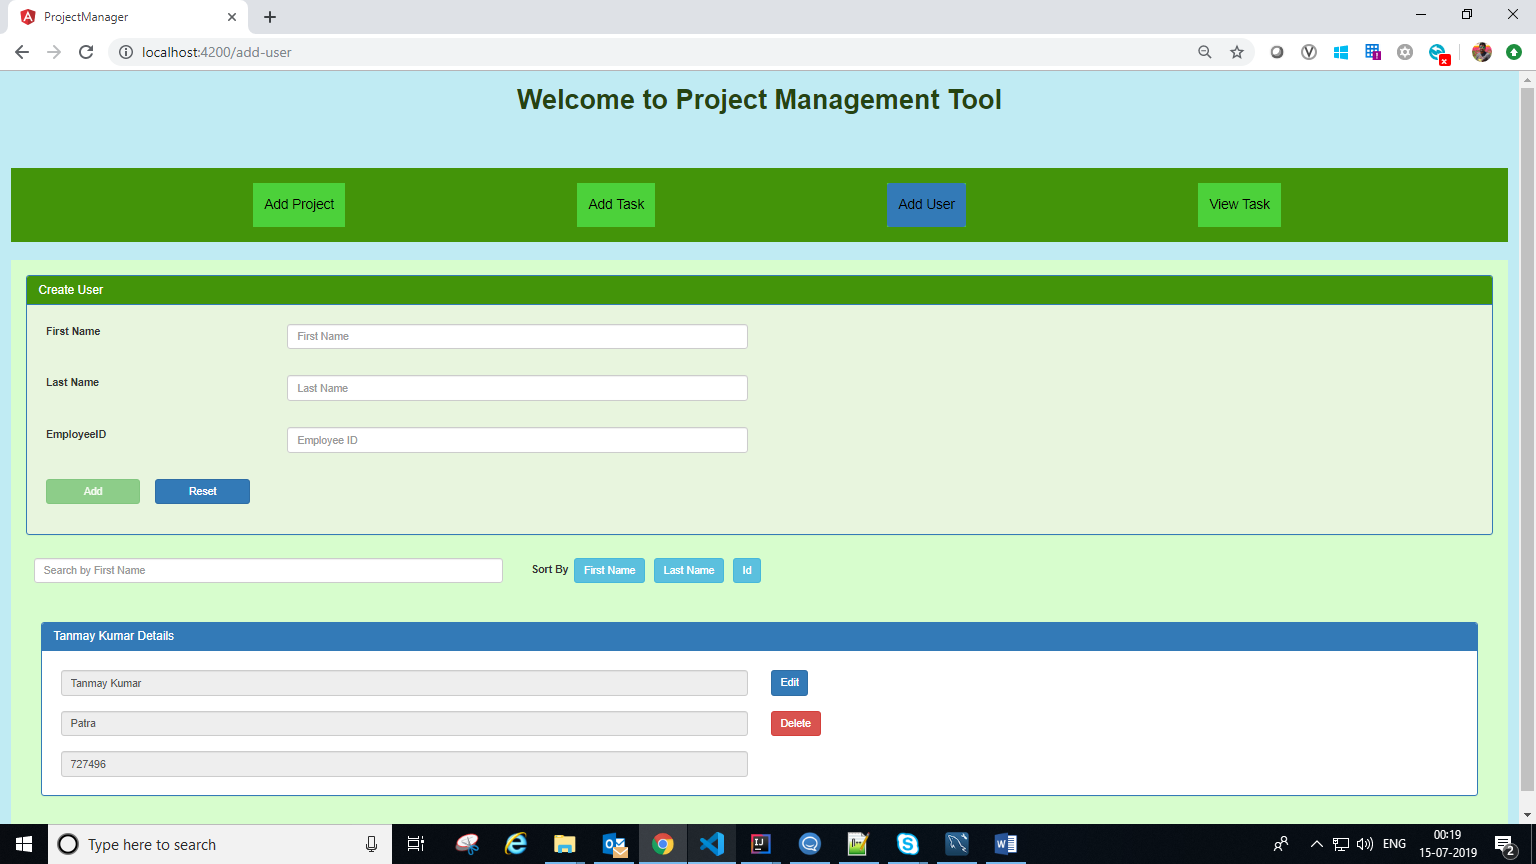 ProjectManager
localhost:4200/add-user
Welcome to Project Management Tool
Add Project Add Task Add User View Task
Create User
First Name First Name
Last Name Last Name
EmployeeID Employee ID
Add Reset
Search by First Name Sort By First Name Last Name Id
Tanmay Kumar Details
Tanmay Kumar Edit
Patra Delete
727496
Type here to search
ENG
00:19
15-07-2019
2